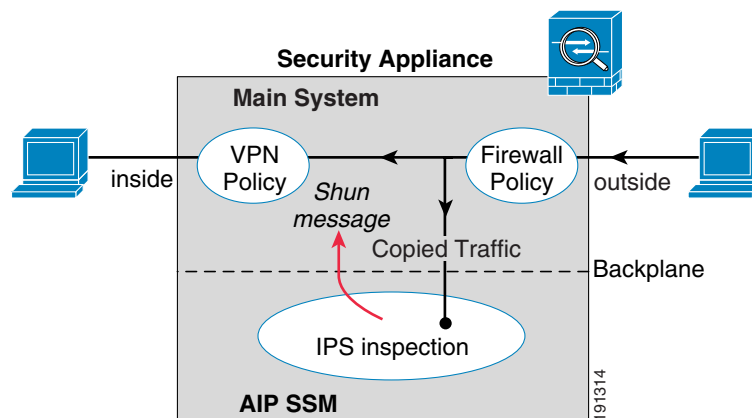 Security Appliance
Main System
VPN
Policy
Firewall
Policy
inside
outside
Shun
message
Copied Traffic
Backplane
IPS inspection
AIP SSM
191314